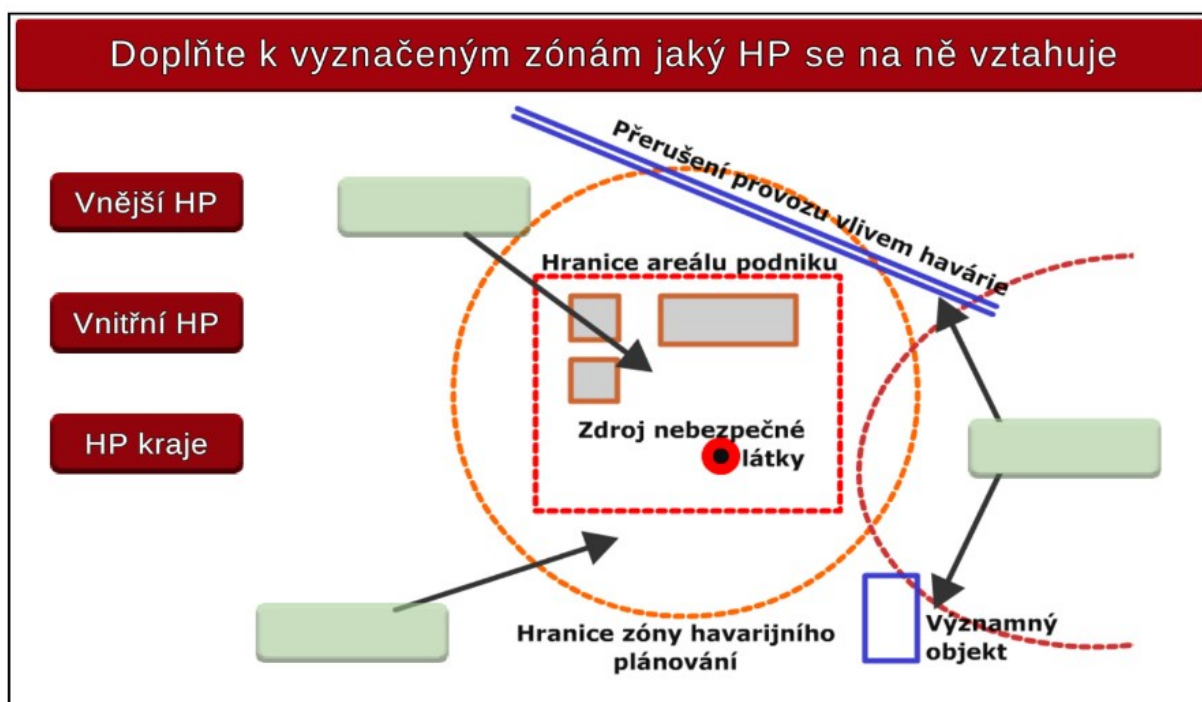 Doplňte k vyznačeným zónám jaký HP se na ně vztahuje
Vnější HP
Vnitřní HP
HP kraje
Přerušení provozu vlivem havárie
Hranice areálu podniku
Zdroj nebezpečné
látky
Hranice zóny havarijního
plánování
Významný
objekt